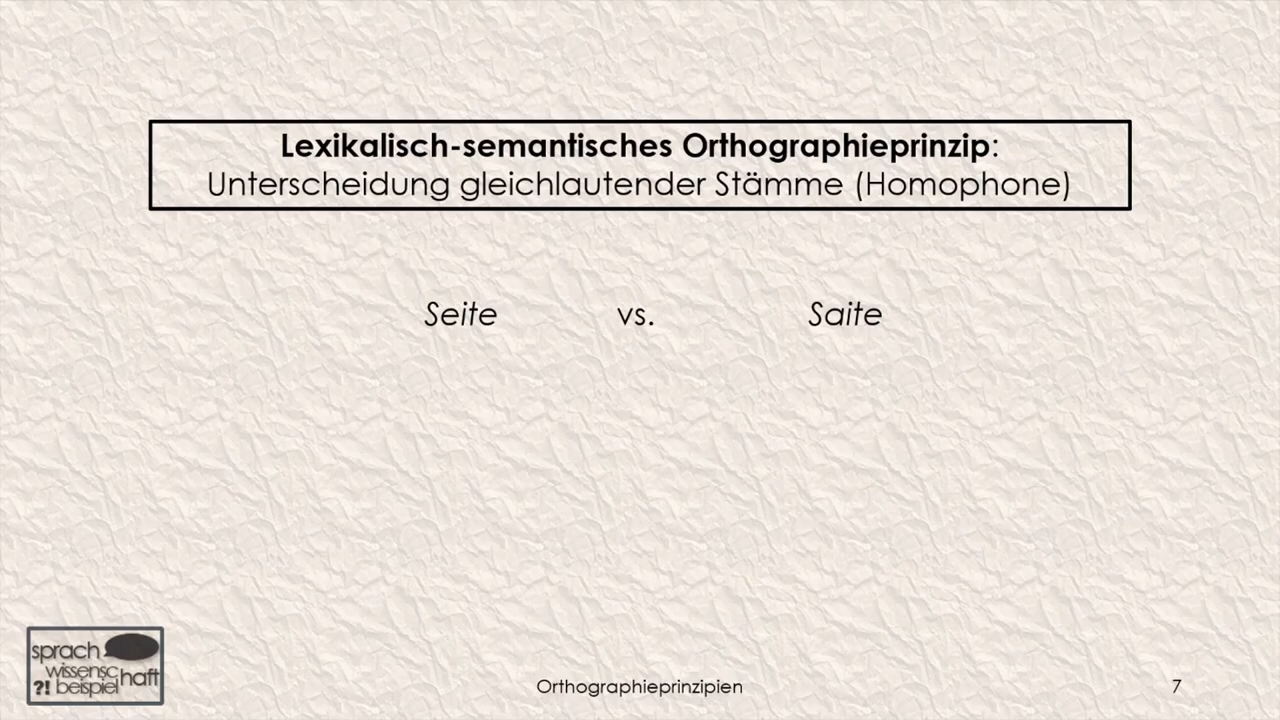 Lexikalisch-semantisches Orthographieprinzip:
Unterscheidung gleichlautender Stämme (Homophone)
Seite vs. Saite
sprach
wissensc
haft
?! beispiel
Orthographieprinzipien 7